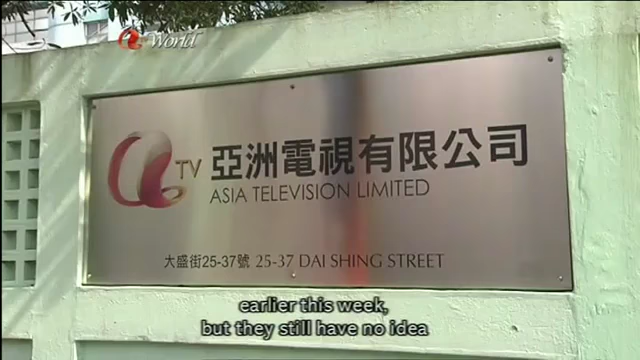 World
TV 亞洲電視有限公司
ASIA TELEVISION LIMITED
大盛街25-37號 25-37 DAI SHING STREET
earlier this week,
but they still have no idea